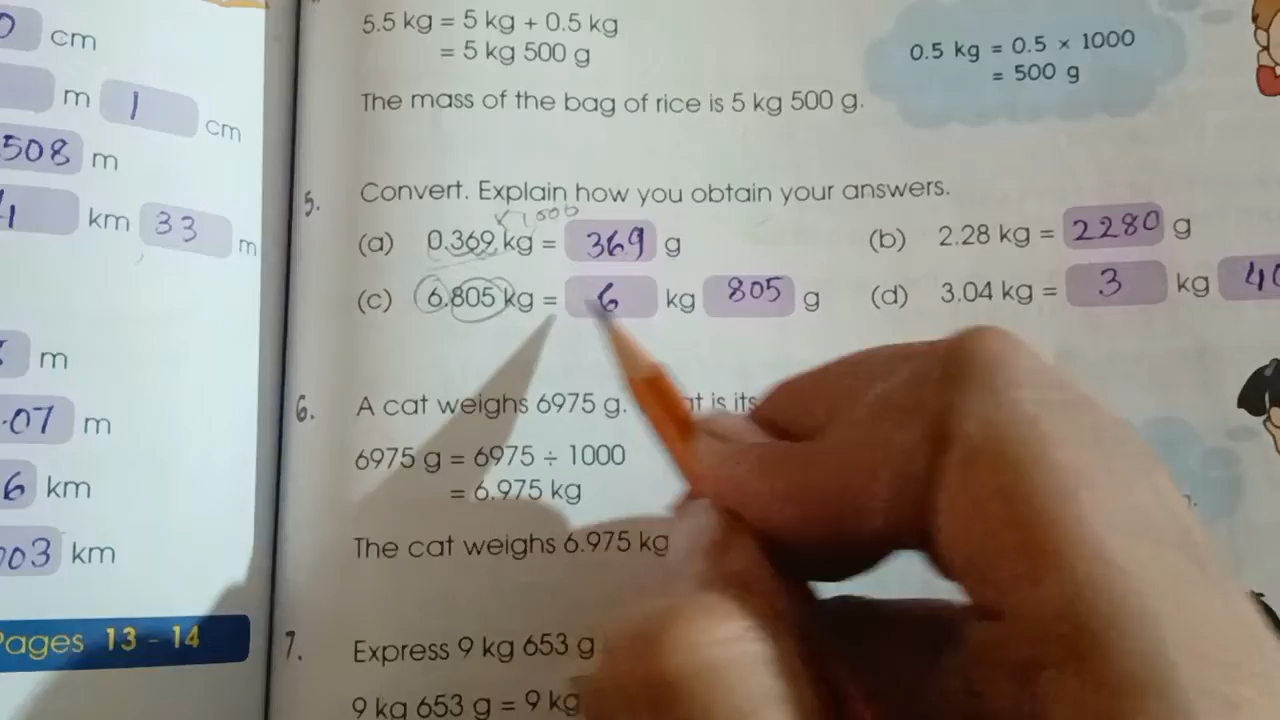 cm
m 1 cm
508 m
km 33 m
m
.07 m
6 km
003 km
Pages 13 - 14
5.5 kg = 5 kg + 0.5 kg
= 5 kg 500 g
0.5 kg = 0.5 × 1000
= 500 g
The mass of the bag of rice is 5 kg 500 g.
5. Convert. Explain how you obtain your answers.
×1000
(a) 0.369 kg = 369 g (b) 2.28 kg = 2280 g
(c) 6.805 kg = 6 kg 805 g (d) 3.04 kg = 3 kg 40
6. A cat weighs 6975 g. is its
6975 g = 6975 ÷ 1000
= 6.975 kg
The cat weighs 6.975 kg
7. Express 9 kg 653 g
9 kg 653 g = 9 kg